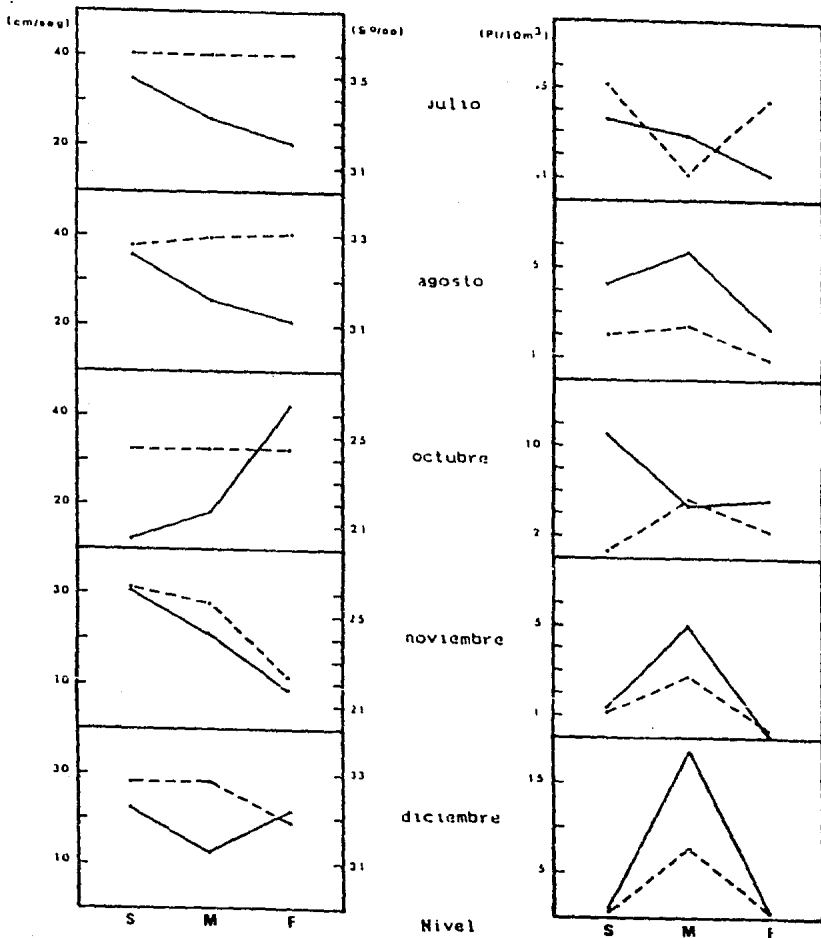 (cm/seg) (S º/oo) (Pl/10m³)
40 35 .5
Julio
20 31 .1
40 33 5
agosto
20 31 1
40 25 10
octubre
20 21 2
30 25 5
noviembre
10 21 1
30 33 15
diciembre
10 31 5
S M F Nivel S M F